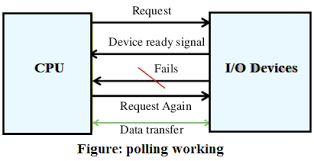 Request
Device ready signal
CPU
Fails
I/O Devices
Request Again
Data transfer
Figure: polling working